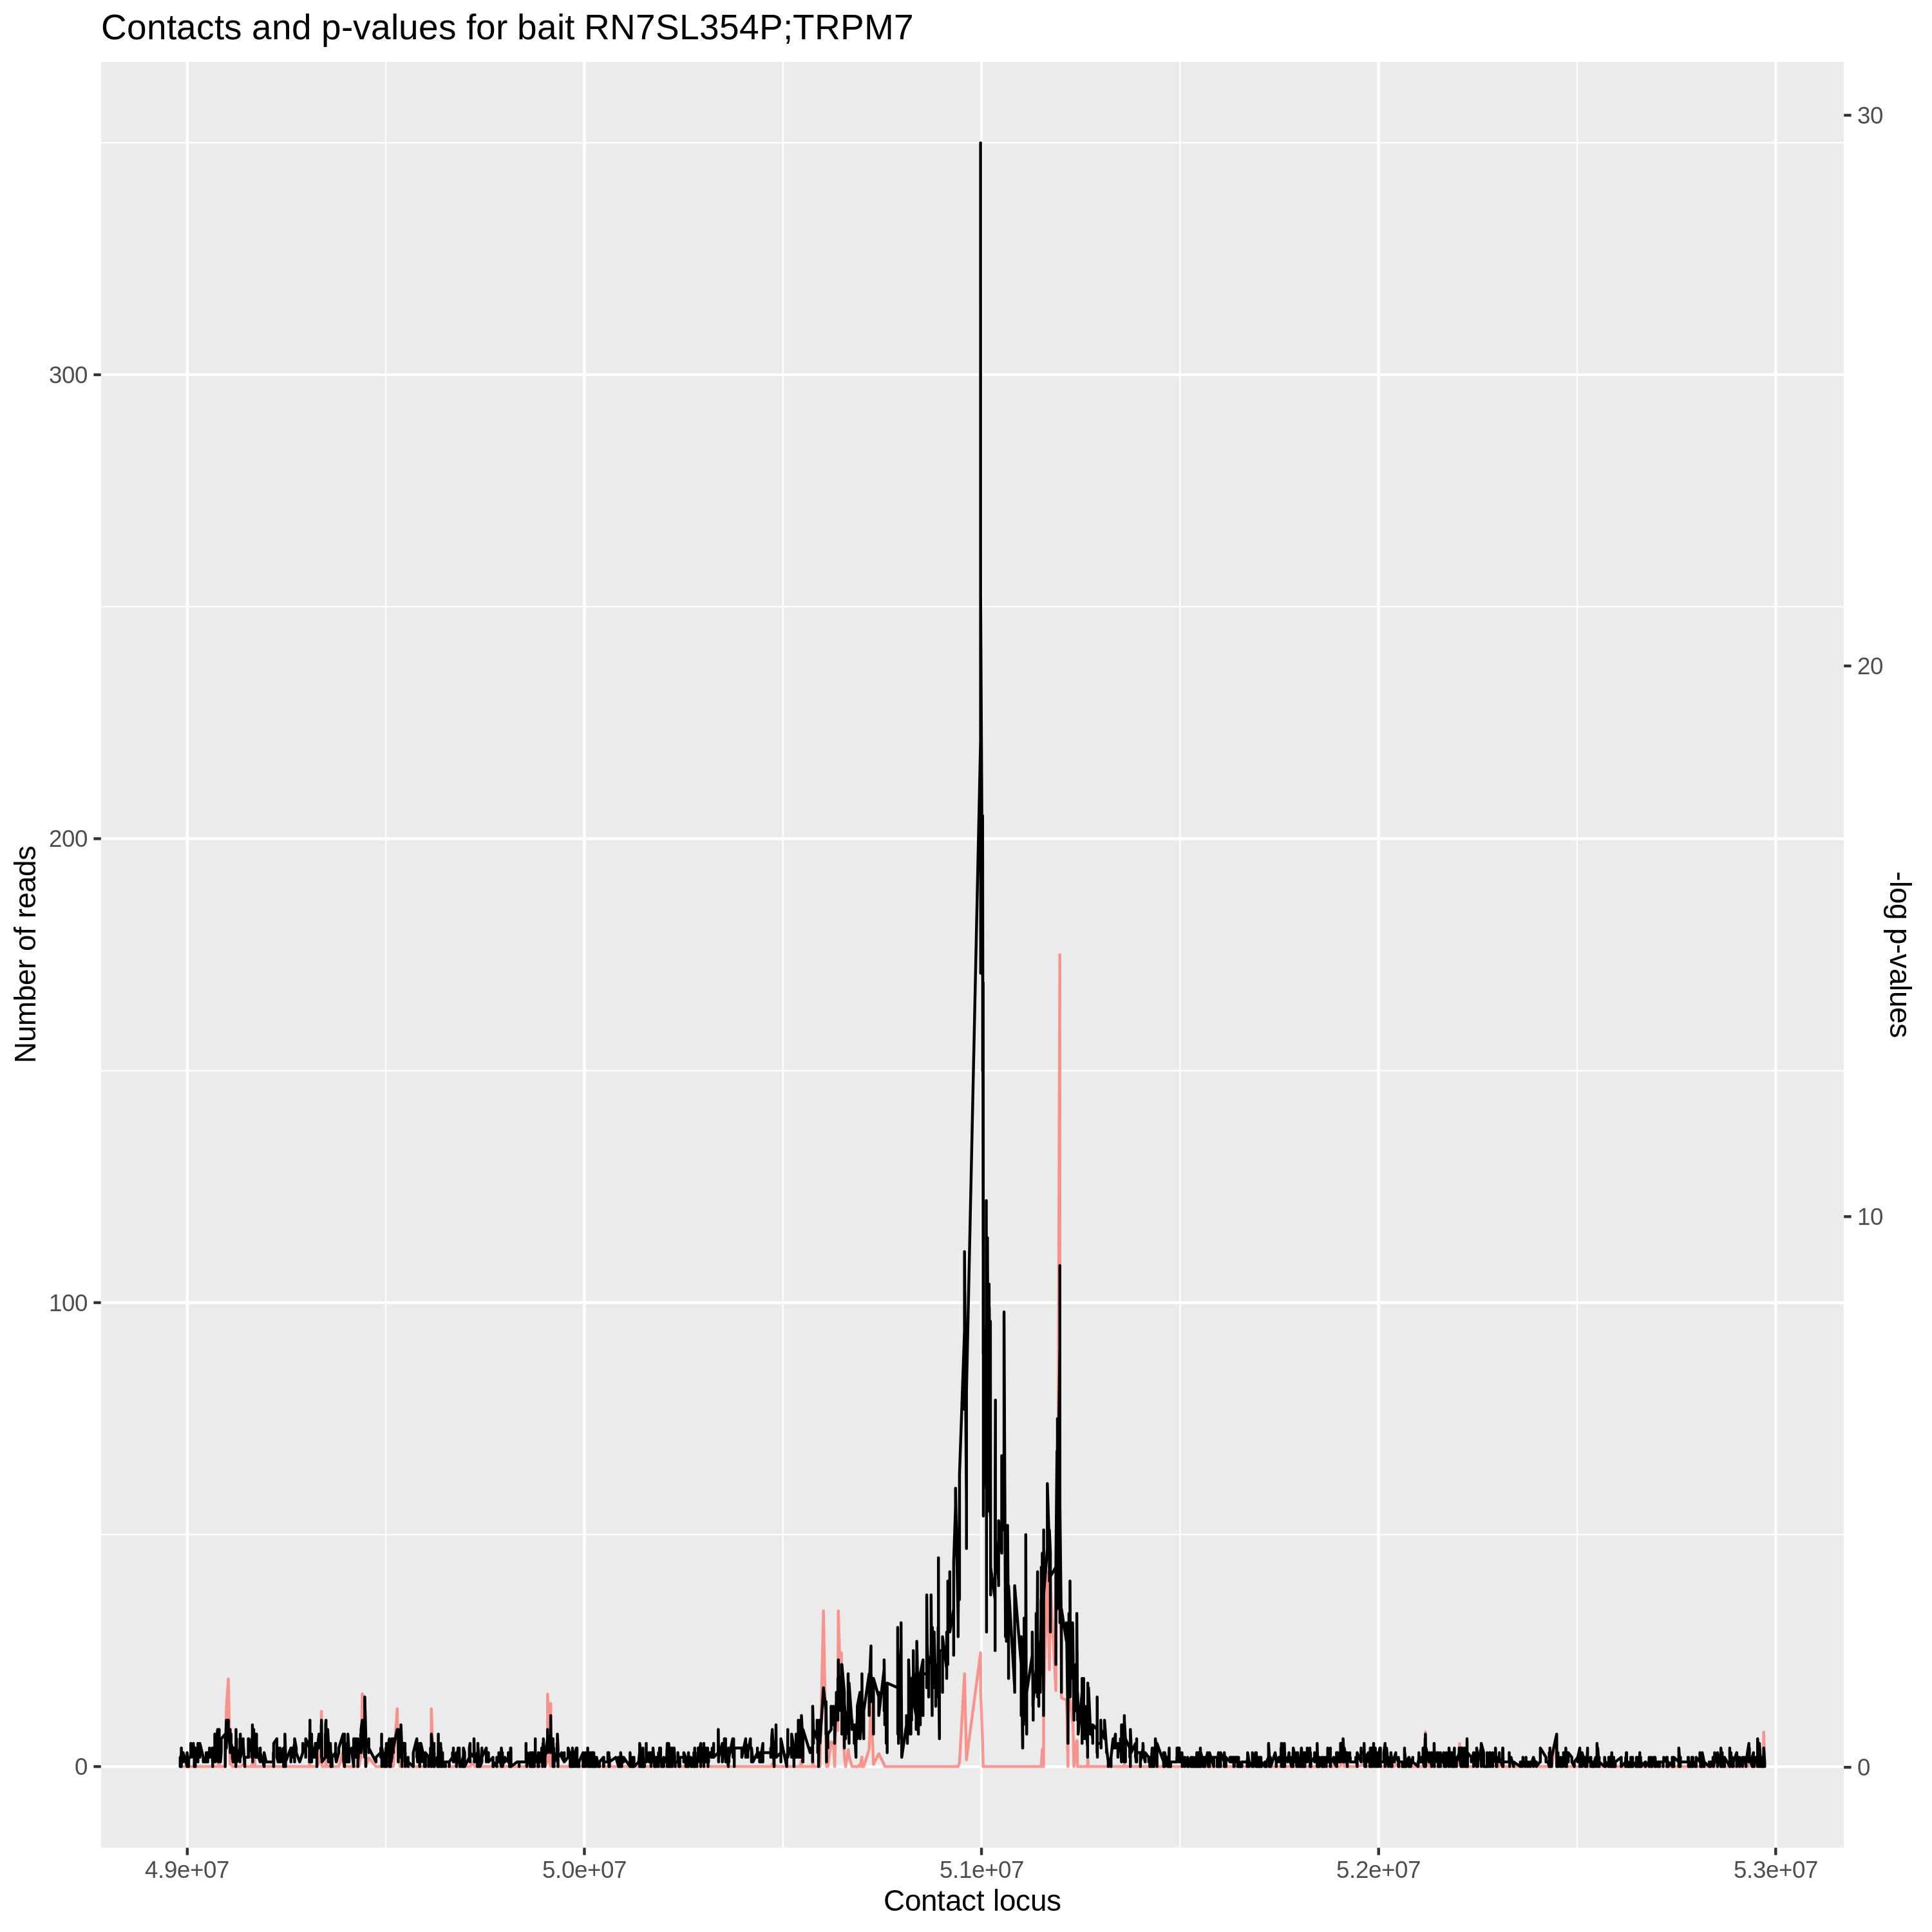 Contacts and p-values for bait RN7SL354P;TRPM7
Number of reads
300
200
100
0
30
20
10
0
-log p-values
4.9e+07
5.0e+07
5.1e+07
5.2e+07
5.3e+07
Contact locus